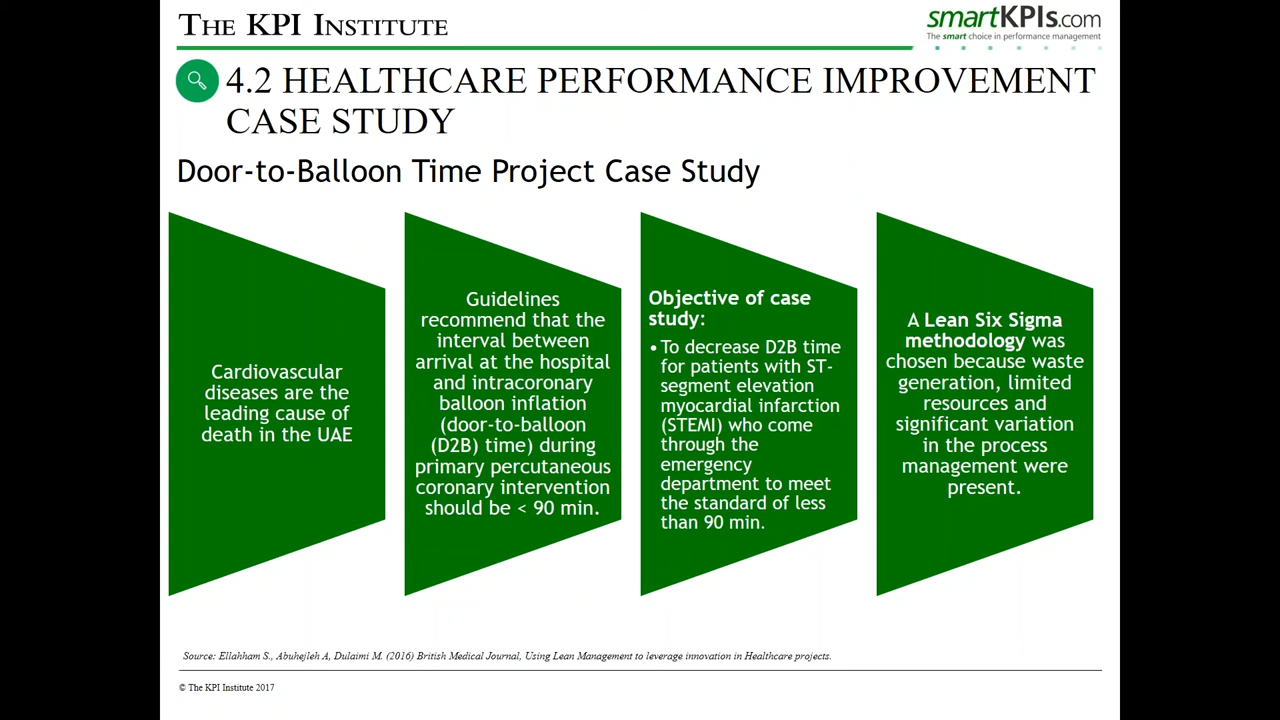 THE KPI INSTITUTE
smartKPIs.com
The smart choice in performance management
4.2 HEALTHCARE PERFORMANCE IMPROVEMENT
CASE STUDY
Door-to-Balloon Time Project Case Study
Cardiovascular
diseases are the
leading cause of
death in the UAE
Guidelines
recommend that the
interval between
arrival at the hospital
and intracoronary
balloon inflation
(door-to-balloon
(D2B) time) during
primary percutaneous
coronary intervention
should be < 90 min.
Objective of case
study:
•To decrease D2B time
for patients with ST-
segment elevation
myocardial infarction
(STEMI) who come
through the
emergency
department to meet
the standard of less
than 90 min.
A Lean Six Sigma
methodology was
chosen because waste
generation, limited
resources and
significant variation
in the process
management were
present.
Source: Ellahham S., Abuhejleh A, Dulaimi M. (2016) British Medical Journal, Using Lean Management to leverage innovation in Healthcare projects.
© The KPI Institute 2017